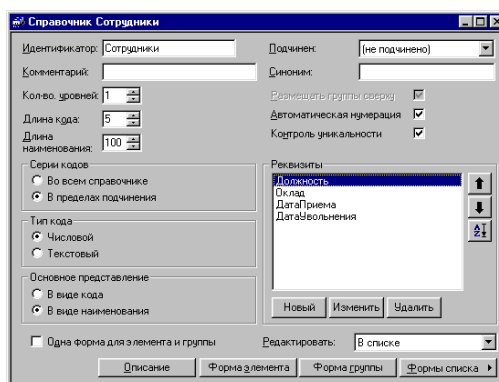 Справочник Сотрудники
Идентификатор: Сотрудники
Подчинен: (не подчинено)
Комментарий:
Синоним:
Кол-во. уровней: 1
Размещать группы сверху
Длина кода: 5
Автоматическая нумерация
Длина наименования: 100
Контроль уникальности
Серии кодов
Во всем справочнике
В пределах подчинения
Тип кода
Числовой
Текстовый
Основное представление
В виде кода
В виде наименования
Реквизиты
Должность
Оклад
ДатаПриема
ДатаУвольнения
Новый Изменить Удалить
Одна форма для элемента и группы
Редактировать: В списке
Описание Форма элемента Форма группы Формы списка